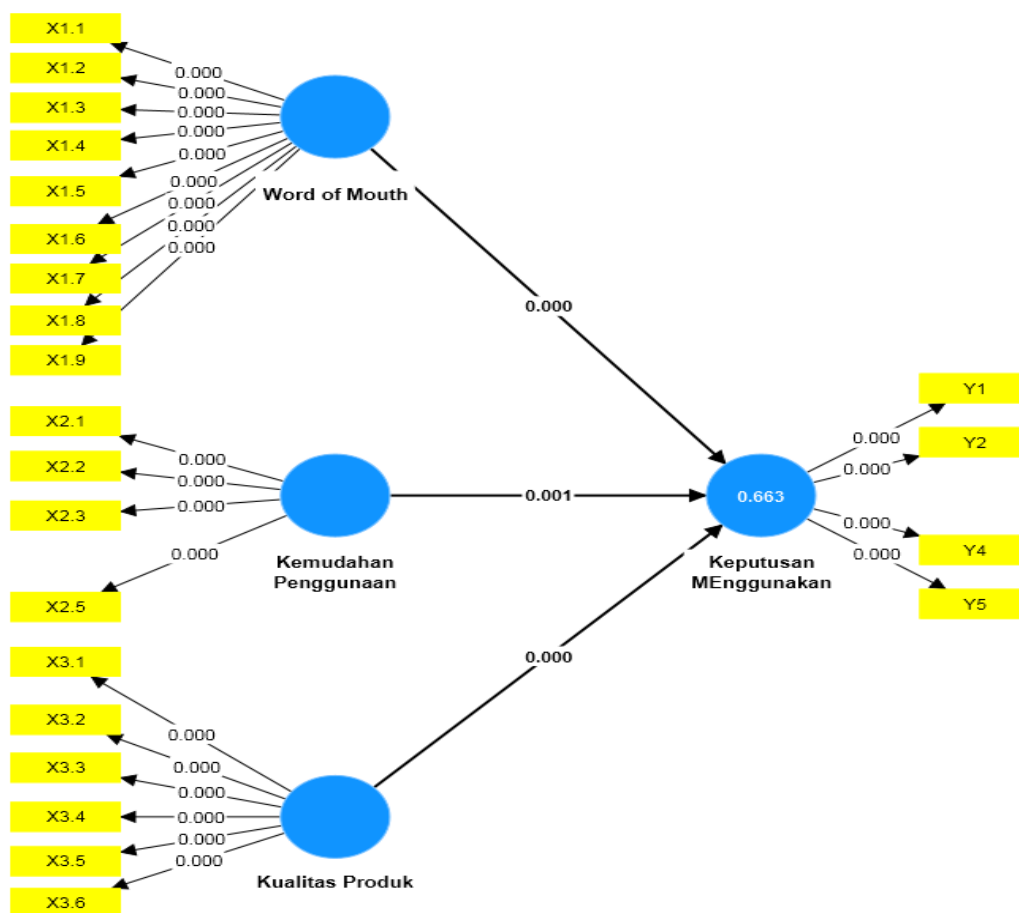 X1.1
0.000
X1.2
0.000
X1.3
0.000
X1.4
0.000
X1.5
0.000
X1.6
0.000
X1.7
0.000
X1.8
0.000
X1.9
0.000
Word of Mouth
0.000
X2.1
0.000
X2.2
0.000
X2.3
0.000
X2.5
0.000
Kemudahan
Penggunaan
0.001
X3.1
0.000
X3.2
0.000
X3.3
0.000
X3.4
0.000
X3.5
0.000
X3.6
0.000
Kualitas Produk
0.000
0.663
Keputusan
MEnggunakan
Y1
0.000
Y2
0.000
Y4
0.000
Y5
0.000